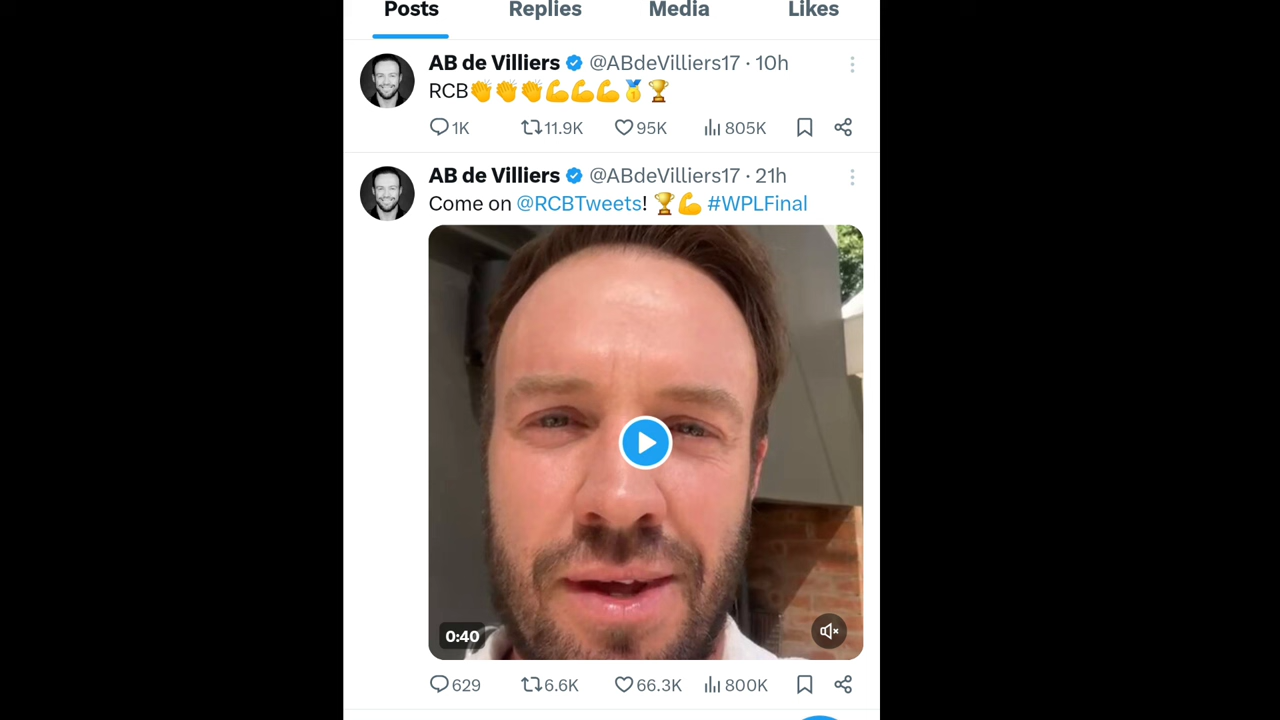 Posts Replies Media Likes
AB de Villiers @ABdeVilliers17 · 10h
RCB👏👏👏💪💪💪🥇🏆
1K 11.9K 95K 805K
AB de Villiers @ABdeVilliers17 · 21h
Come on @RCBTweets! 🏆💪 #WPLFinal
0:40
629 6.6K 66.3K 800K